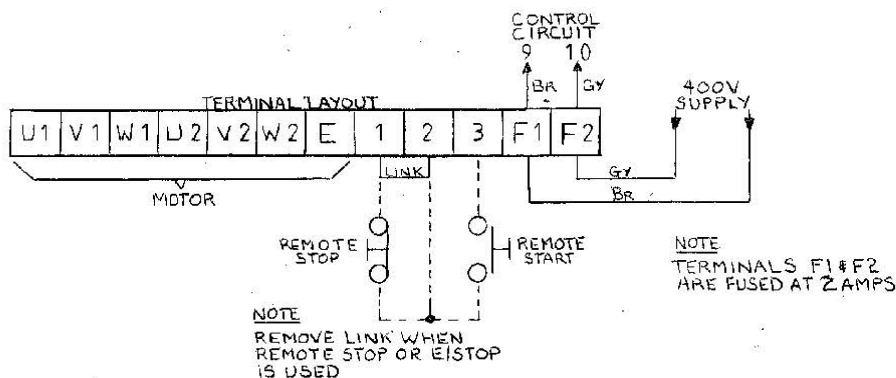 CONTROL
CIRCUIT
9 10
BR GY
400V
SUPPLY
TERMINAL LAYOUT
U1 V1 W1 U2 V2 W2 E 1 2 3 F1 F2
LINK
GY
BR
MOTOR
REMOTE
STOP
REMOTE
START
NOTE
TERMINALS F1 & F2
ARE FUSED AT 2 AMPS
NOTE
REMOVE LINK WHEN
REMOTE STOP OR E/STOP
IS USED